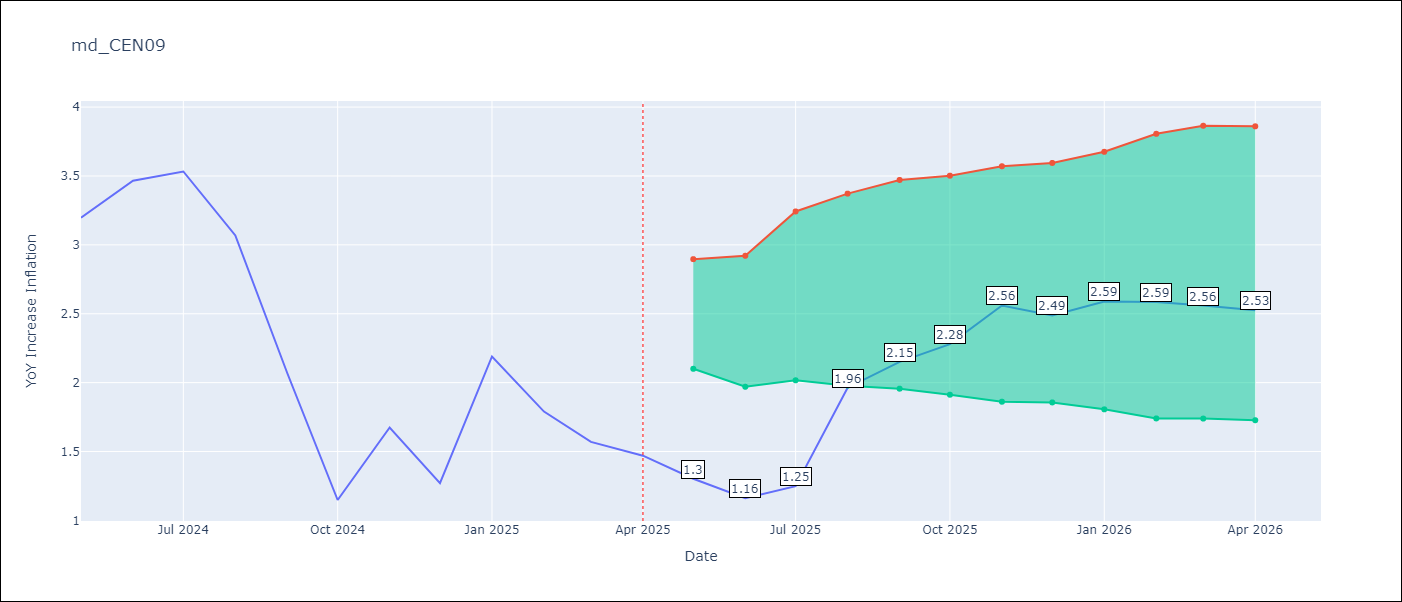 md_CEN09
4
3.5
3
2.5
2
1.5
1
YoY Increase Inflation
1.3
1.16
1.25
1.96
2.15
2.28
2.56
2.49
2.59
2.59
2.56
2.53
Jul 2024
Oct 2024
Jan 2025
Apr 2025
Jul 2025
Oct 2025
Jan 2026
Apr 2026
Date